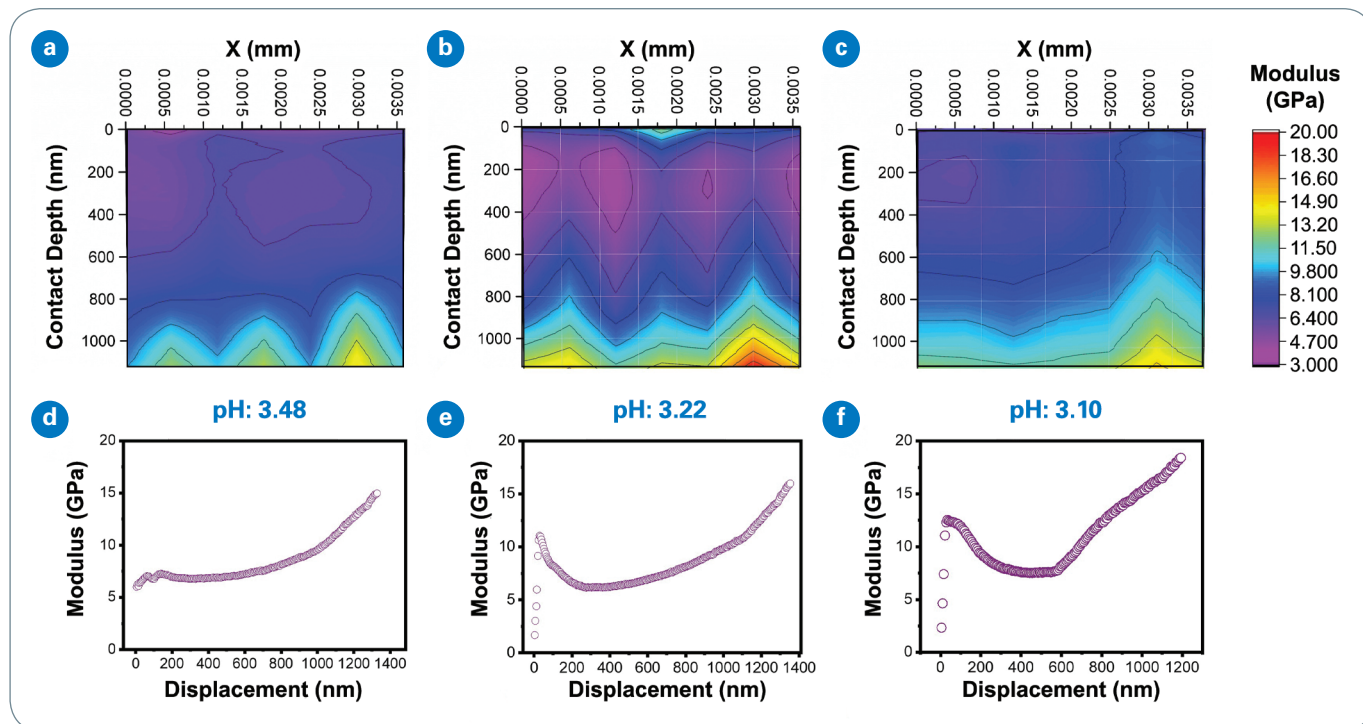 a
X (mm)
0.0000 0.0005 0.0010 0.0015 0.0020 0.0025 0.0030 0.0035
Contact Depth (nm)
0
200
400
600
800
1000
b
X (mm)
0.0000 0.0005 0.0010 0.0015 0.0020 0.0025 0.0030 0.0035
Contact Depth (nm)
0
200
400
600
800
1000
c
X (mm)
0.0000 0.0005 0.0010 0.0015 0.0020 0.0025 0.0030 0.0035
Contact Depth (nm)
0
200
400
600
800
1000
Modulus
(GPa)
20.00
18.30
16.60
14.90
13.20
11.50
9.800
8.100
6.400
4.700
3.000
d
pH: 3.48
Modulus (GPa)
20
15
10
5
0
0 200 400 600 800 1000 1200 1400
Displacement (nm)
e
pH: 3.22
Modulus (GPa)
20
15
10
5
0
0 200 400 600 800 1000 1200 1400
Displacement (nm)
f
pH: 3.10
Modulus (GPa)
20
15
10
5
0
0 200 400 600 800 1000 1200
Displacement (nm)